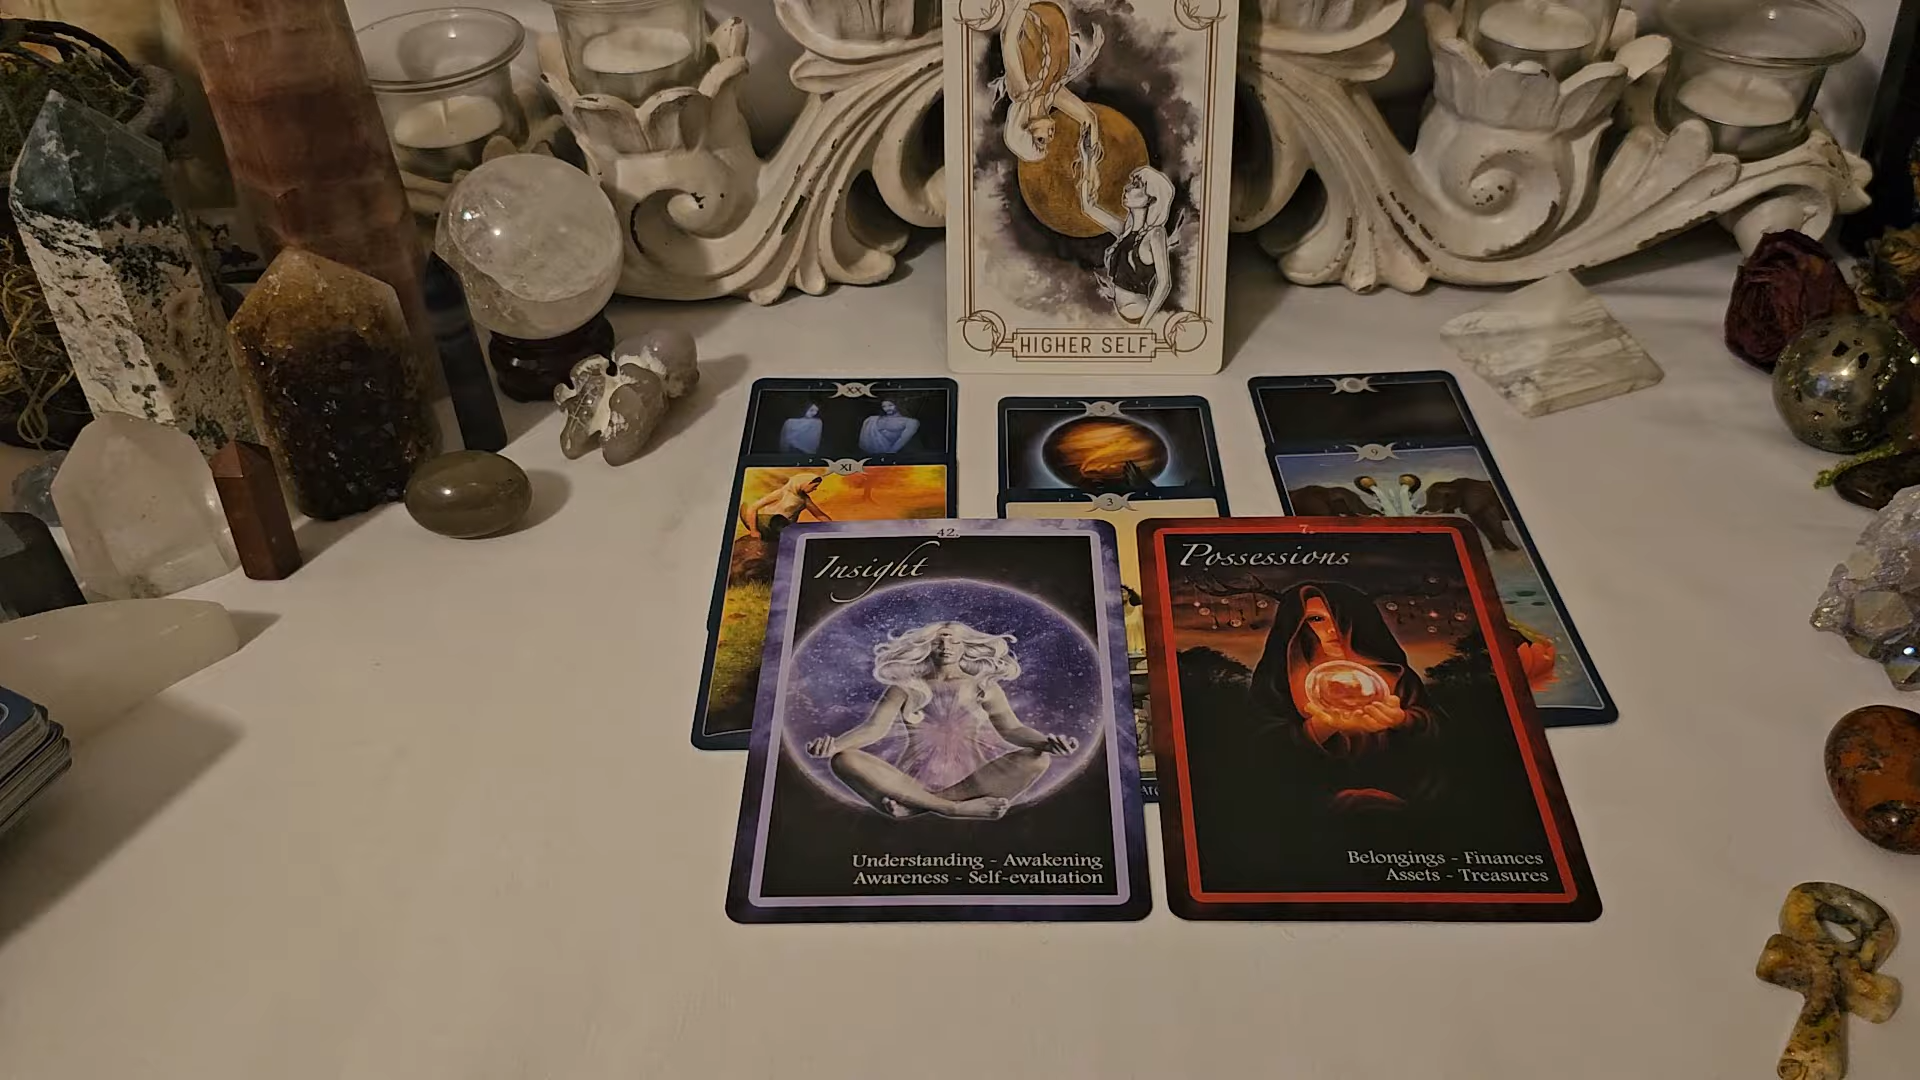 HIGHER SELF
XX
5
XI
3
9
42.
Insight
7.
Possessions
Understanding - Awakening
Awareness - Self-evaluation
Belongings - Finances
Assets - Treasures